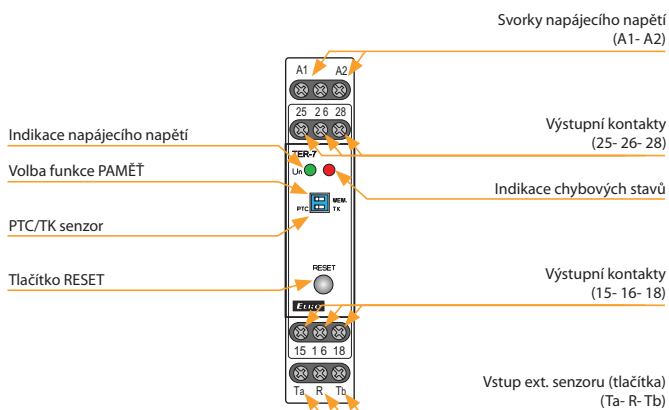 Svorky napájecího napětí
(A1- A2)
A1 A2
25 26 28
Výstupní kontakty
(25- 26- 28)
Indikace napájecího napětí
TER-7
Un
Volba funkce PAMĚŤ
Indikace chybových stavů
MEM.
PTC TK
PTC/TK senzor
RESET
Tlačítko RESET
Výstupní kontakty
(15- 16- 18)
15 16 18
Ta R Tb
Vstup ext. senzoru (tlačítka)
(Ta- R- Tb)